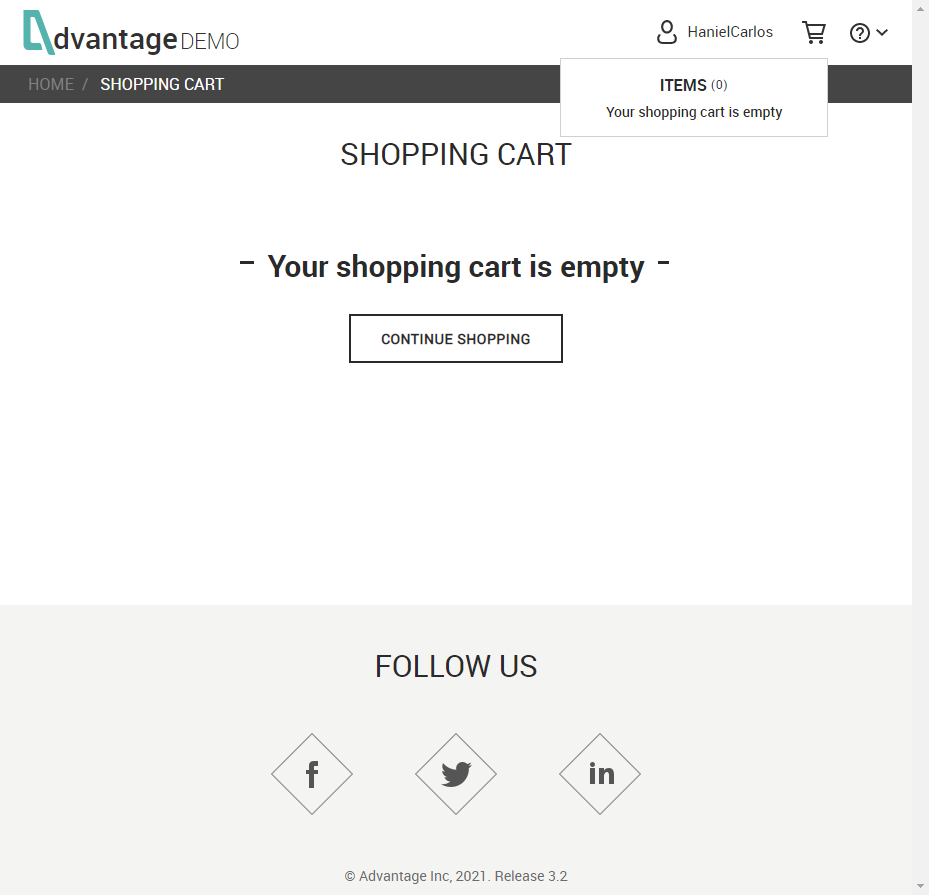 dvantage DEMO
HanielCarlos
HOME / SHOPPING CART
ITEMS (0)
Your shopping cart is empty
SHOPPING CART
- Your shopping cart is empty -
CONTINUE SHOPPING
FOLLOW US
f
in
© Advantage Inc, 2021. Release 3.2